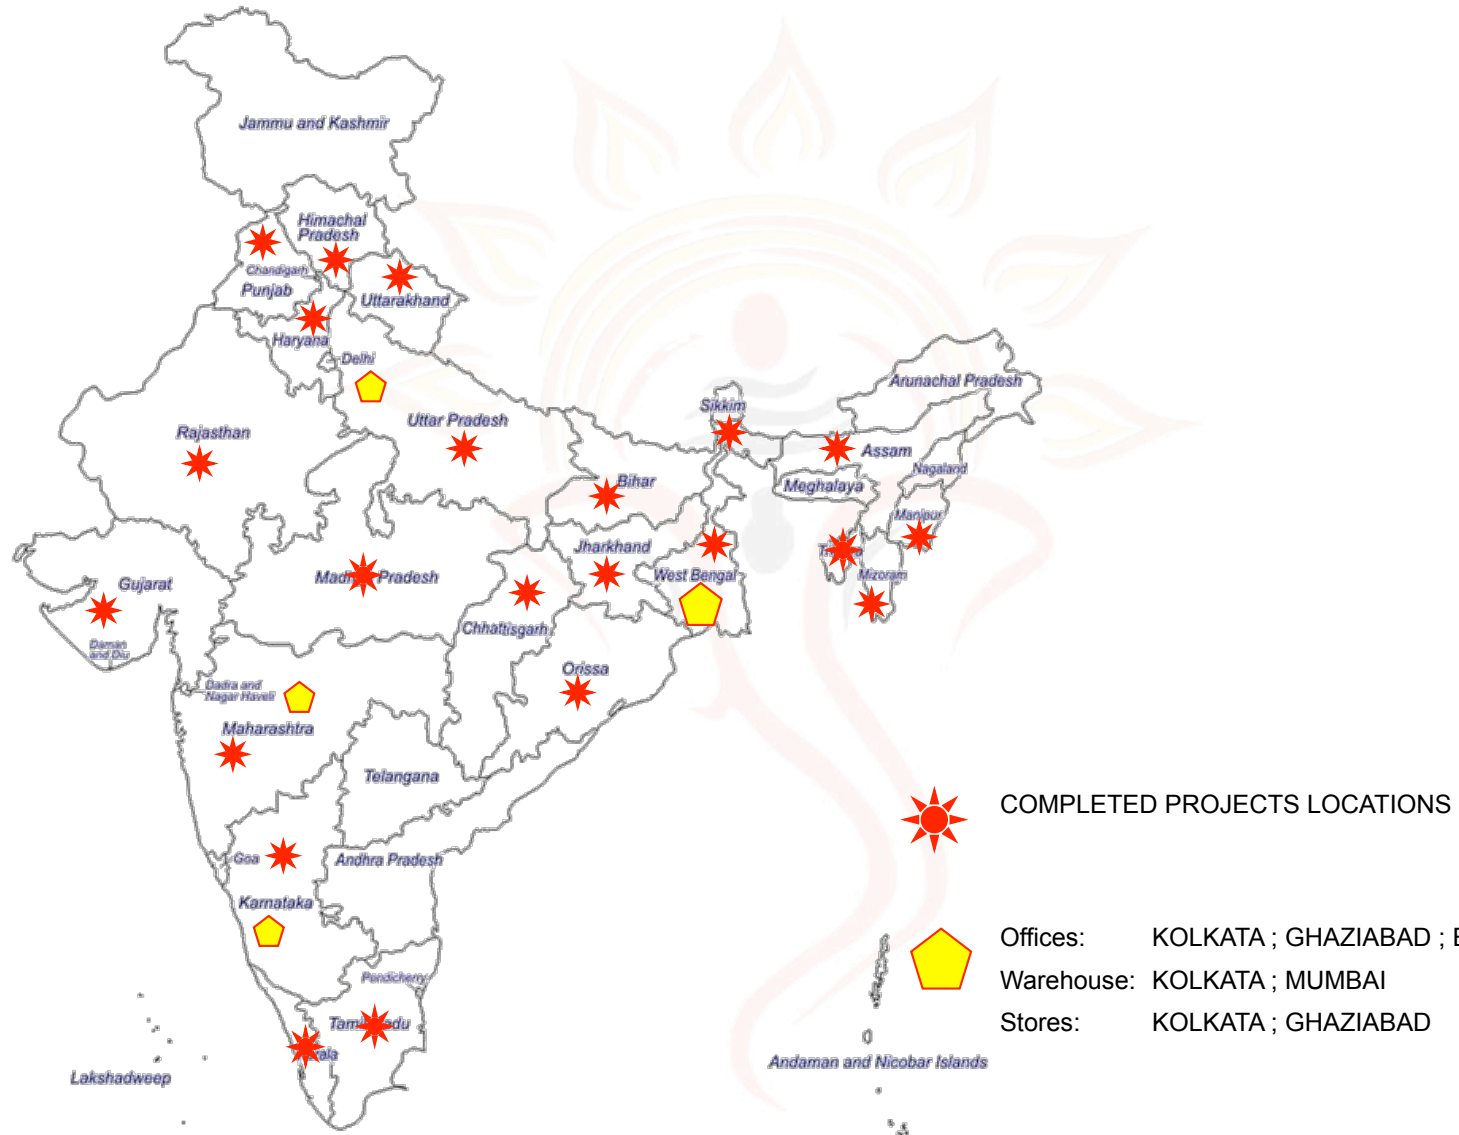 Jammu and Kashmir
Himachal
Pradesh
Chandigarh
Punjab
Uttarakhand
Haryana
Delhi
Arunachal Pradesh
Sikkim
Uttar Pradesh
Rajasthan
Assam
Nagaland
Bihar
Meghalaya
Manipur
Jharkhand
Mizoram
West Bengal
Madhya Pradesh
Gujarat
Chhattisgarh
Daman
and Diu
Orissa
Dadra and
Nagar Haveli
Maharashtra
Telangana
COMPLETED PROJECTS LOCATIONS
Goa
Andhra Pradesh
Karnataka
Offices: KOLKATA ; GHAZIABAD ;
Pondicherry
Warehouse: KOLKATA ; MUMBAI
Stores: KOLKATA ; GHAZIABAD
Andaman and Nicobar Islands
Lakshadweep